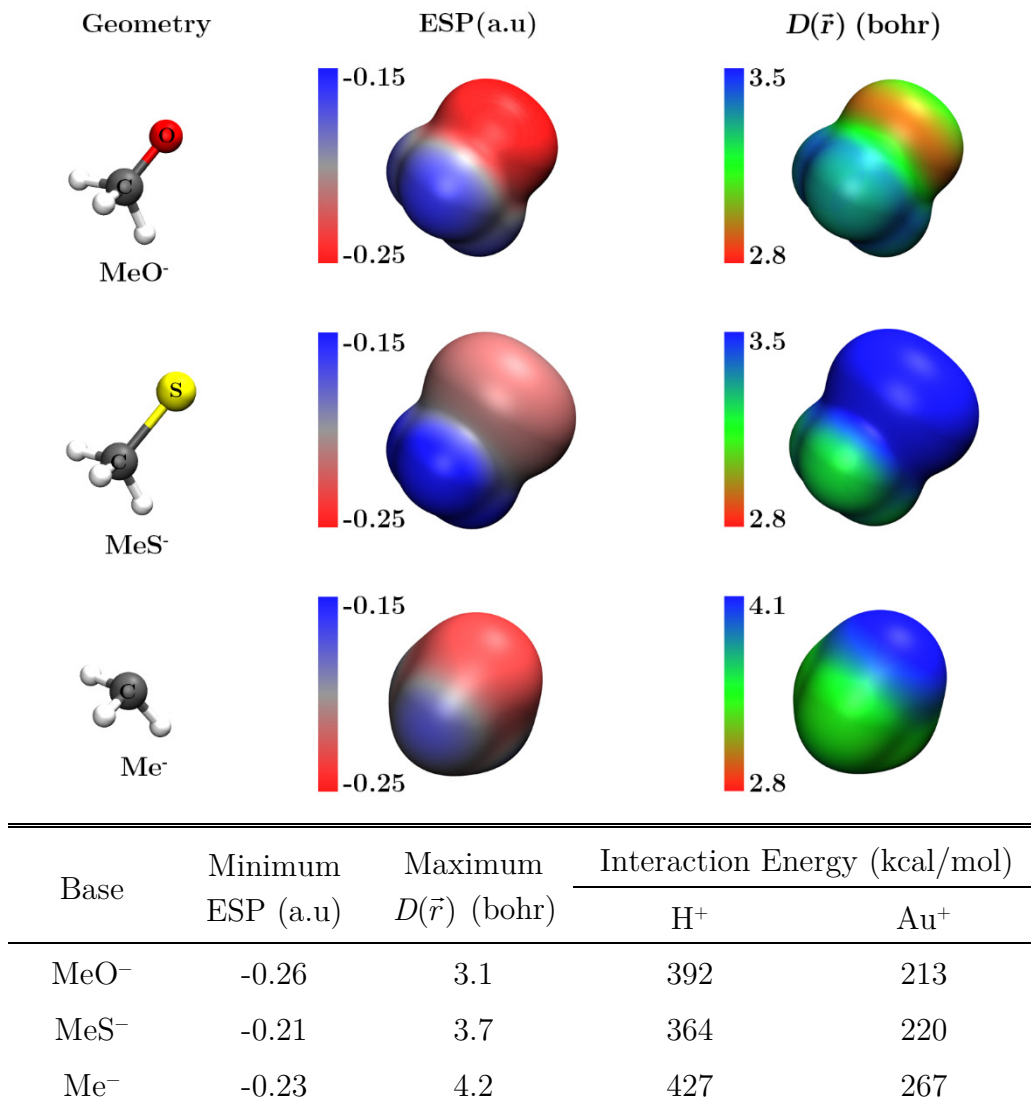 Geometry ESP(a.u) D(r⃗) (bohr)
-0.15 3.5
O
C
-0.25 2.8
MeO-
-0.15 3.5
S
C
-0.25 2.8
MeS-
-0.15 4.1
C
Me-
-0.25 2.8
Base Minimum ESP (a.u) Maximum D(r⃗) (bohr) Interaction Energy (kcal/mol)
H⁺ Au⁺
MeO⁻ -0.26 3.1 392 213
MeS⁻ -0.21 3.7 364 220
Me⁻ -0.23 4.2 427 267